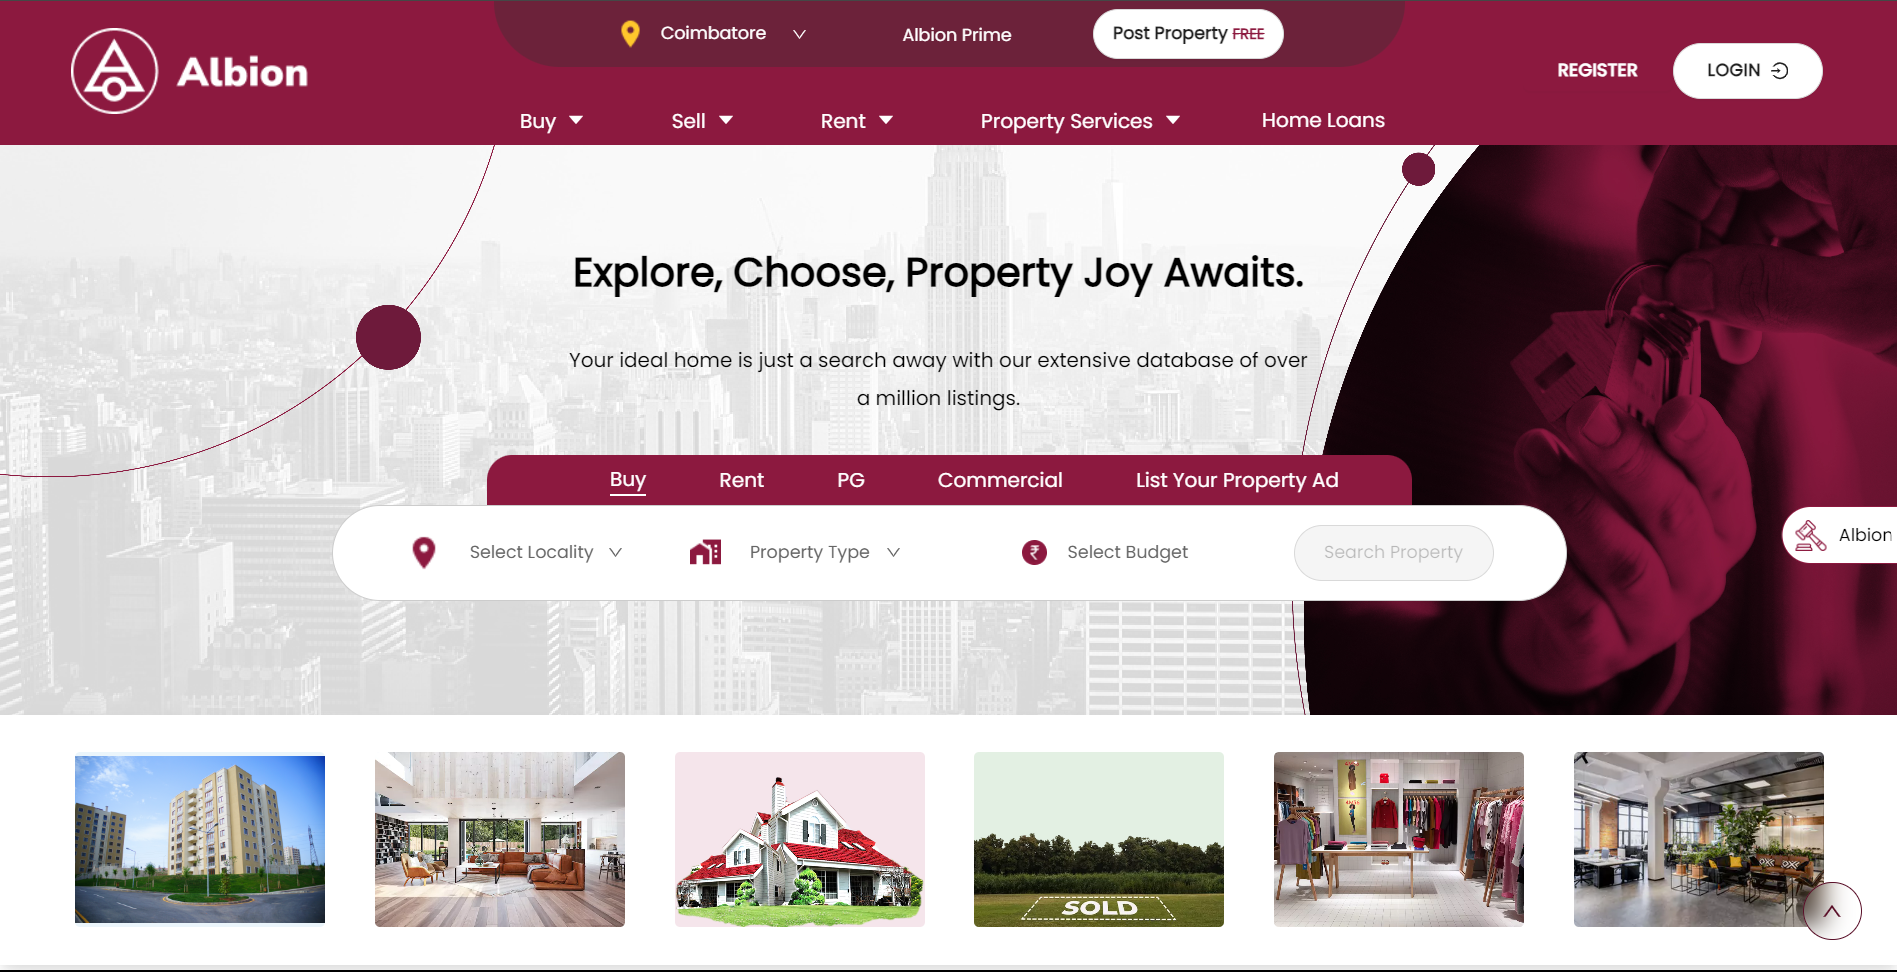 Coimbatore
Albion Prime
Post Property FREE
Albion
REGISTER
LOGIN
Buy
Sell
Rent
Property Services
Home Loans
Explore, Choose, Property Joy Awaits.
Your ideal home is just a search away with our extensive database of over
a million listings.
Buy
Rent
PG
Commercial
List Your Property Ad
Select Locality
Property Type
Select Budget
Search Property
Albion
SOLD